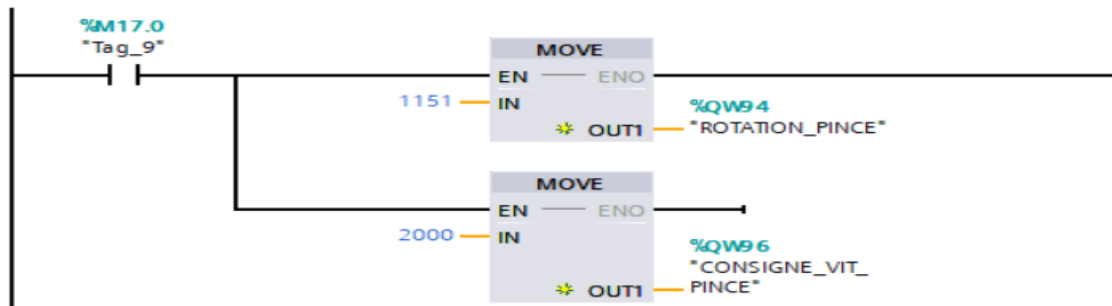 %M17.0
"Tag_9"
MOVE
EN ENO
1151 IN
%QW94
OUT1 "ROTATION_PINCE"
MOVE
EN ENO
2000 IN
%QW96
"CONSIGNE_VIT_
OUT1 PINCE"